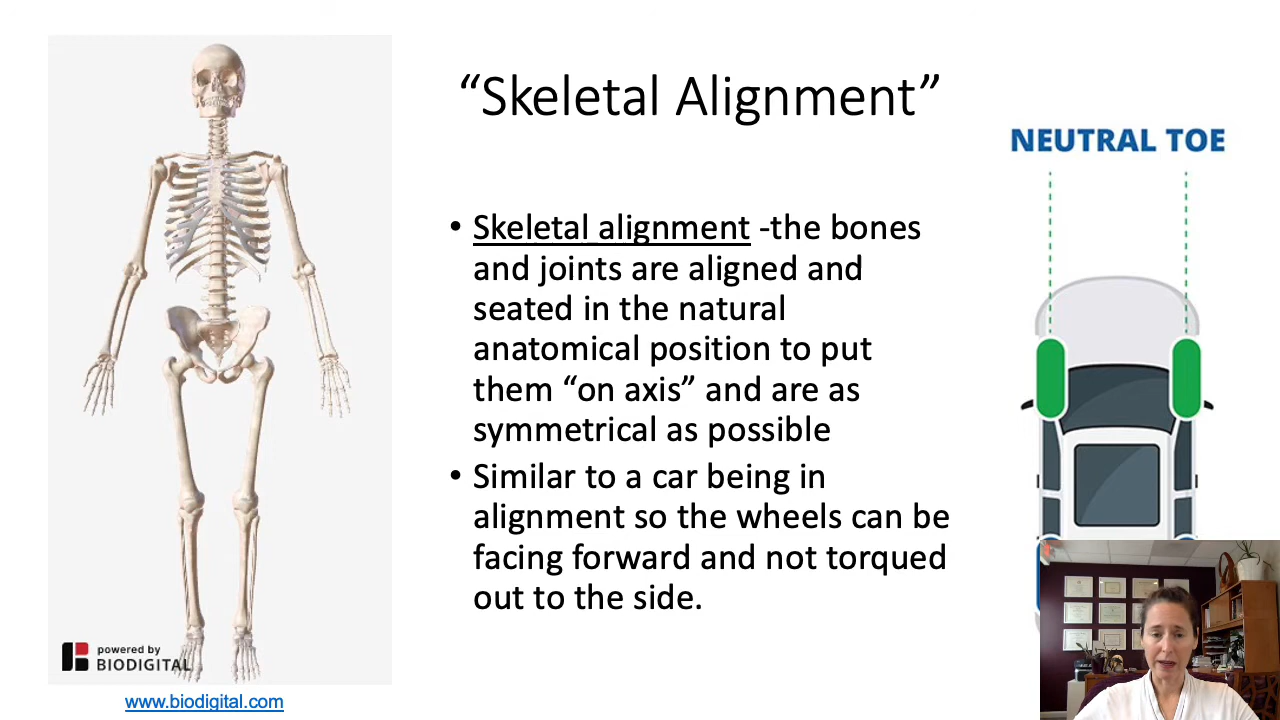 “Skeletal Alignment”
NEUTRAL TOE
• Skeletal alignment -the bones
and joints are aligned and
seated in the natural
anatomical position to put
them “on axis” and are as
symmetrical as possible
• Similar to a car being in
alignment so the wheels can be
facing forward and not torqued
out to the side.
powered by
BIODIGITAL
www.biodigital.com